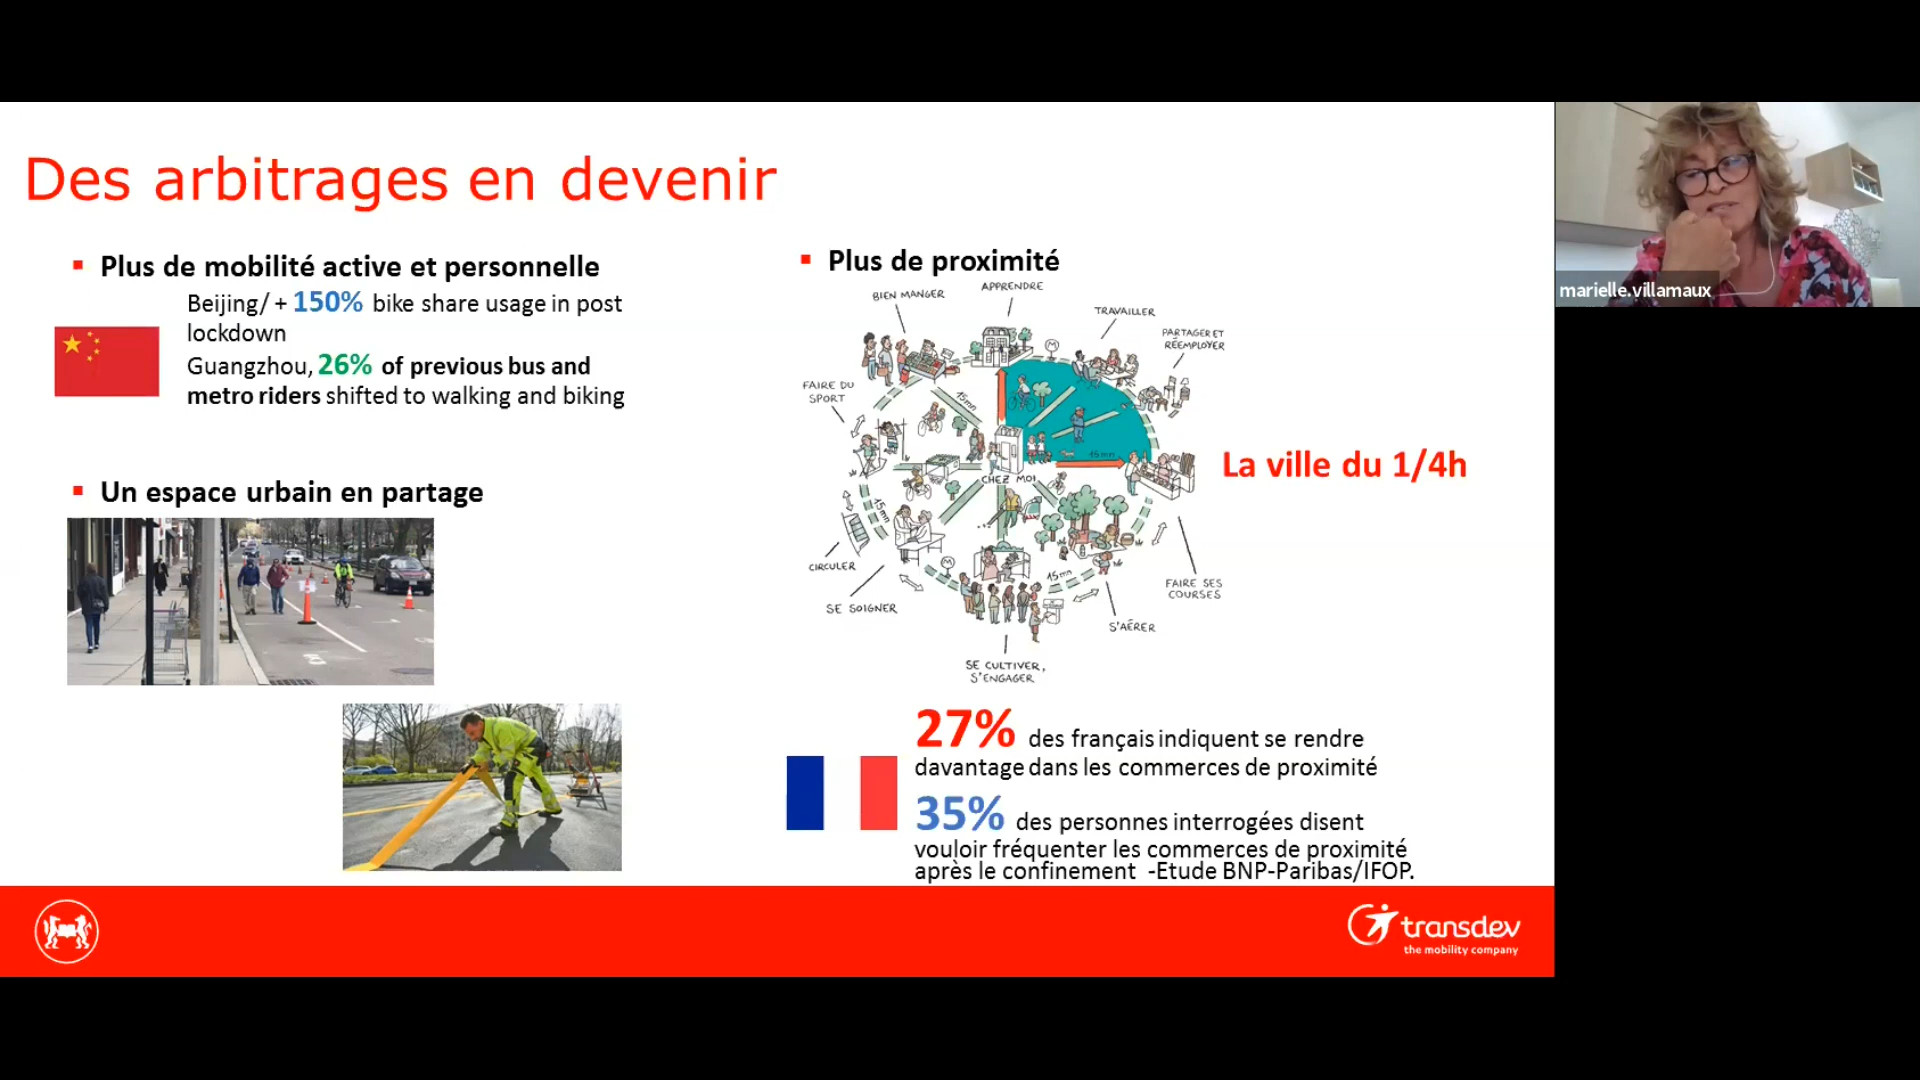 Des arbitrages en devenir
Plus de mobilité active et personnelle
Beijing/ + 150% bike share usage in post
lockdown
Guangzhou, 26% of previous bus and
metro riders shifted to walking and biking
Un espace urbain en partage
Plus de proximité
BIEN MANGER
APPRENDRE
TRAVAILLER
PARTAGER ET
RÉEMPLOYER
FAIRE DU
SPORT
15mn
15mn
CHEZ MOI
15mn
CIRCULER
SE SOIGNER
15mn
FAIRE SES
COURSES
S'AÉRER
SE CULTIVER,
S'ENGAGER
M
M
La ville du 1/4h
27% des français indiquent se rendre
davantage dans les commerces de proximité
35% des personnes interrogées disent
vouloir fréquenter les commerces de proximité
après le confinement -Etude BNP-Paribas/IFOP.
transdev
the mobility company
marielle.villamaux